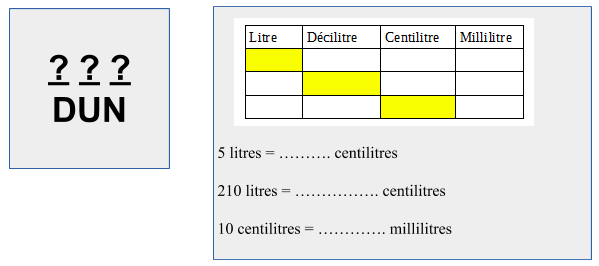 ? ? ?
DUN
Litre Décilitre Centilitre Millilitre
5 litres = ………. centilitres
210 litres = ……………. centilitres
10 centilitres = …………. millilitres